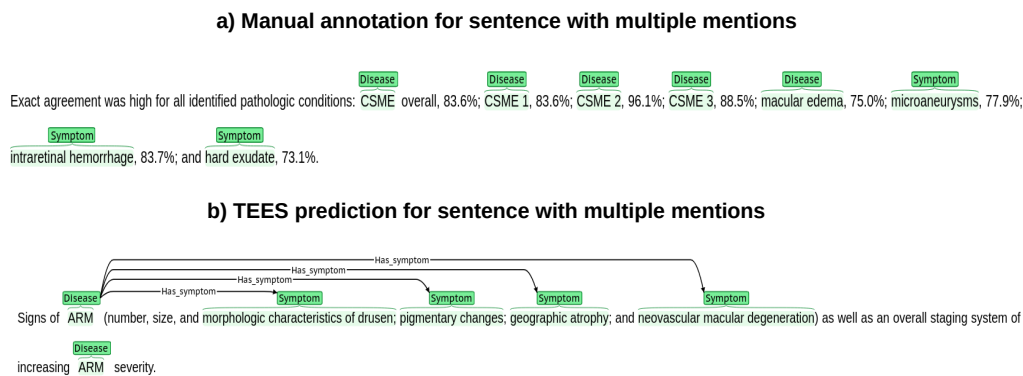 a) Manual annotation for sentence with multiple mentions
DIsease DIsease DIsease DIsease DIsease Symptom
Exact agreement was high for all identified pathologic conditions: CSME overall, 83.6%; CSME 1, 83.6%; CSME 2, 96.1%; CSME 3, 88.5%; macular edema, 75.0%; microaneurysms, 77.9%;
Symptom Symptom
intraretinal hemorrhage, 83.7%; and hard exudate, 73.1%.
b) TEES prediction for sentence with multiple mentions
Has_symptom
Has_symptom
Has_symptom
Has_symptom
DIsease Symptom Symptom Symptom Symptom
Signs of ARM (number, size, and morphologic characteristics of drusen; pigmentary changes; geographic atrophy; and neovascular macular degeneration) as well as an overall staging system of
DIsease
increasing ARM severity.